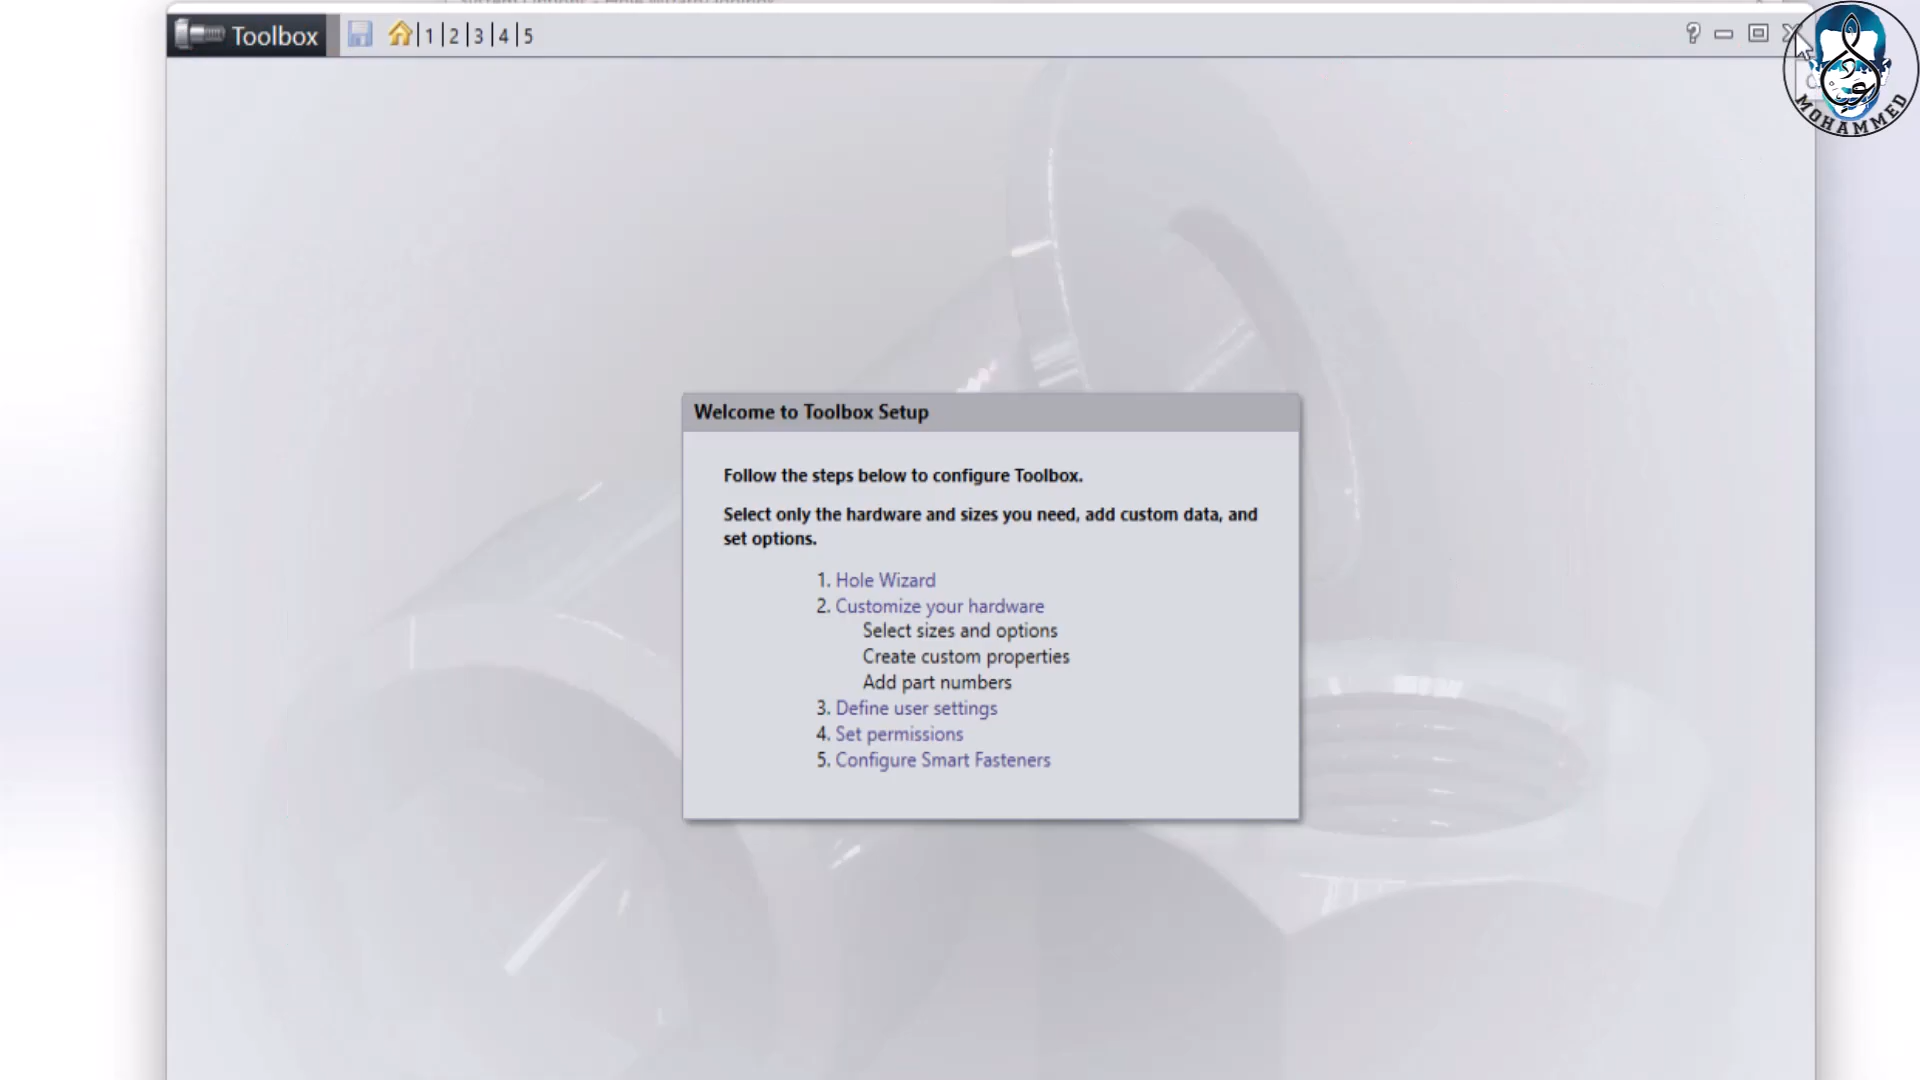 Toolbox
1 2 3 4 5
MOHAMMED
Welcome to Toolbox Setup
Follow the steps below to configure Toolbox.
Select only the hardware and sizes you need, add custom data, and
set options.
1. Hole Wizard
2. Customize your hardware
Select sizes and options
Create custom properties
Add part numbers
3. Define user settings
4. Set permissions
5. Configure Smart Fasteners